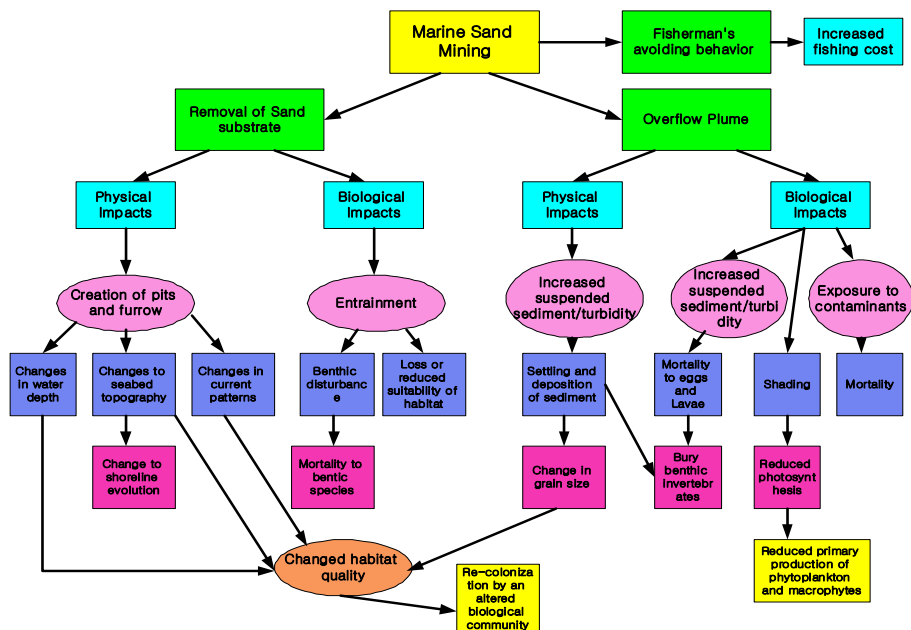 Marine Sand
Mining
Fisherman's
avoiding behavior
Increased
fishing cost
Removal of Sand
substrate
Overflow Plume
Physical
Impacts
Biological
Impacts
Physical
Impacts
Biological
Impacts
Creation of pits
and furrow
Entrainment
Increased
suspended
sediment/turbidity
Increased
suspended
sediment/turbi
dity
Exposure to
contaminants
Changes
in water
depth
Changes to
seabed
topography
Changes in
current
patterns
Benthic
disturbanc
e
Loss or
reduced
suitability of
habitat
Settling and
deposition
of sediment
Mortality to
eggs and
Lavae
Shading
Mortality
Change to
shoreline
evolution
Mortality to
bentic
species
Change in
grain size
Bury
benthic
invertebr
ates
Reduced
photosynt
hesis
Changed habitat
quality
Re-coloniza
tion by an
altered
biological
community
Reduced primary
production of
phytoplankton
and macrophytes